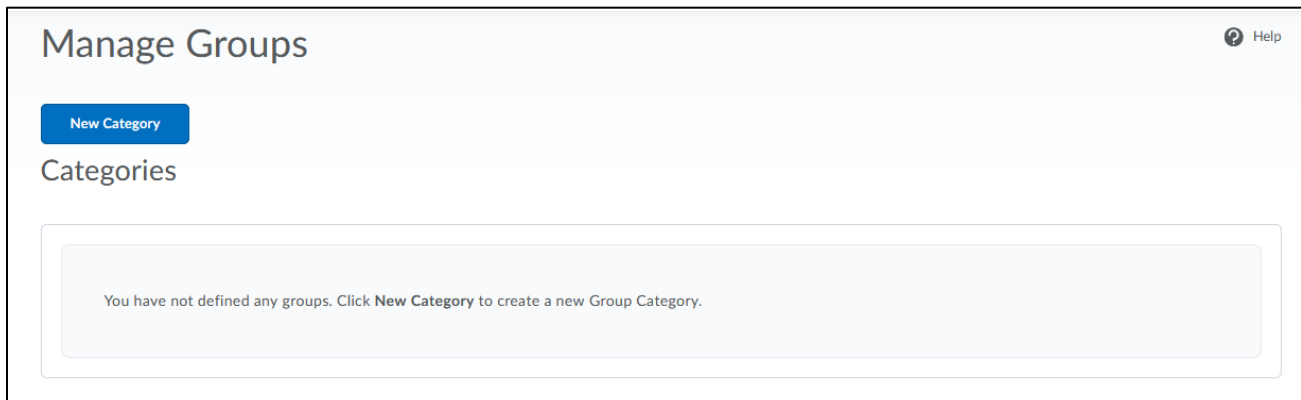 Manage Groups
Help
New Category
Categories
You have not defined any groups. Click New Category to create a new Group Category.